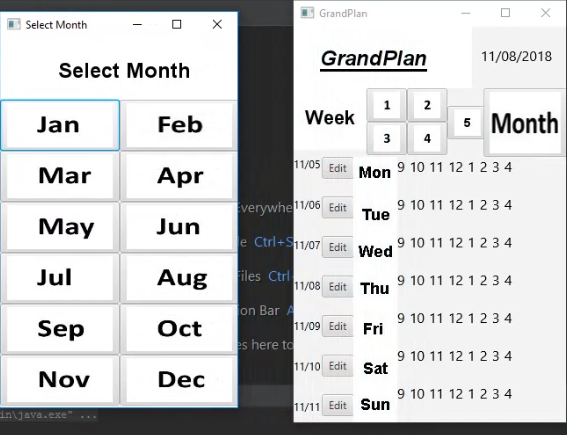 Select Month
Select Month
Jan Feb
Mar Apr
May Jun
Jul Aug
Sep Oct
Nov Dec
Everywhe
le Ctrl+S
Files Ctrl+
ion Bar A
es here to
in\java.exe" ...
GrandPlan
GrandPlan 11/08/2018
Week 1 2 3 4 5 Month
11/05 Edit Mon 9 10 11 12 1 2 3 4
11/06 Edit Tue 9 10 11 12 1 2 3 4
11/07 Edit Wed 9 10 11 12 1 2 3 4
11/08 Edit Thu 9 10 11 12 1 2 3 4
11/09 Edit Fri 9 10 11 12 1 2 3 4
11/10 Edit Sat 9 10 11 12 1 2 3 4
11/11 Edit Sun 9 10 11 12 1 2 3 4